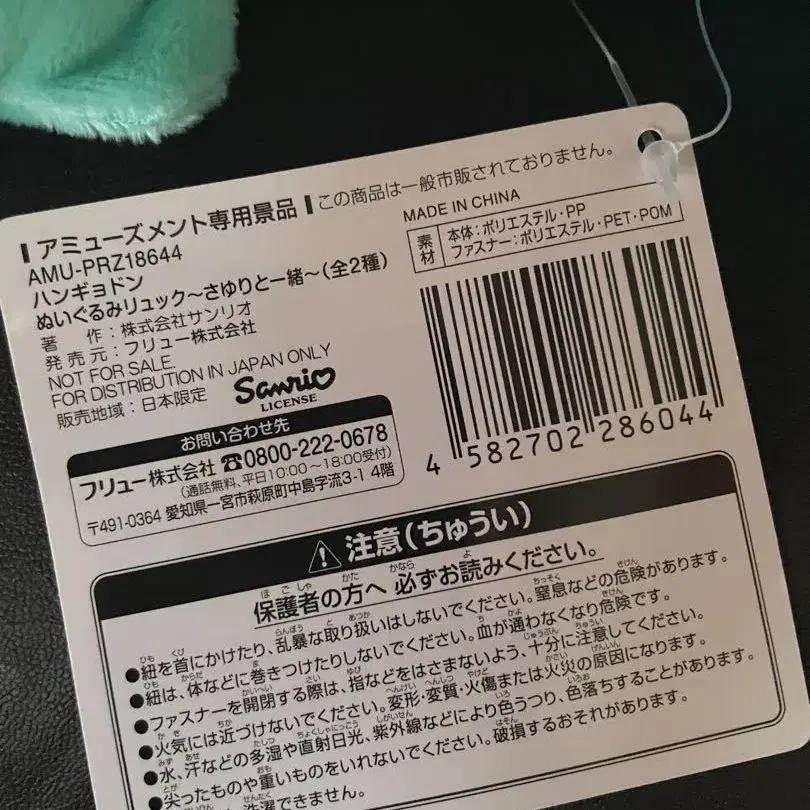 アミューズメント専用景品 この商品は一般市販されておりません。
AMU-PRZ18644
ハンギョドン
ぬいぐるみリュック〜さゆりと一緒〜(全2種)
著 作:株式会社サンリオ
発売元:フリュー株式会社
NOT FOR SALE
FOR DISTRIBUTION IN JAPAN ONLY
販売地域:日本限定
Sanrio
LICENSE
MADE IN CHINA
素材
本体:ポリエステル・PP
ファスナー:ポリエステル・PET・POM
4 582702 286044
お問い合わせ先
フリュー株式会社 ☎0800-222-0678
(通話無料、平日10:00〜18:00受付)
〒491-0364 愛知県一宮市萩原町中島字流3-1 4階
注意(ちゅうい)
保護者の方へ 必ずお読みください。
●紐を首にかけたり、乱暴な取り扱いはしないでください。窒息などの危険があります。
●紐は、体などに巻きつけたりしないでください。血が通わなくなり危険です。
●ファスナーを開閉する際は、指などをはさまないよう、十分に注意してください。
●火気には近づけないでください。変形・変質・火傷または火災の原因になります。
●水、汗などの多湿や直射日光、紫外線などにより色うつり、色落ちすることがあります。
●尖ったものや重いものをいれないでください。破損するおそれがあります。
洗濯できません。